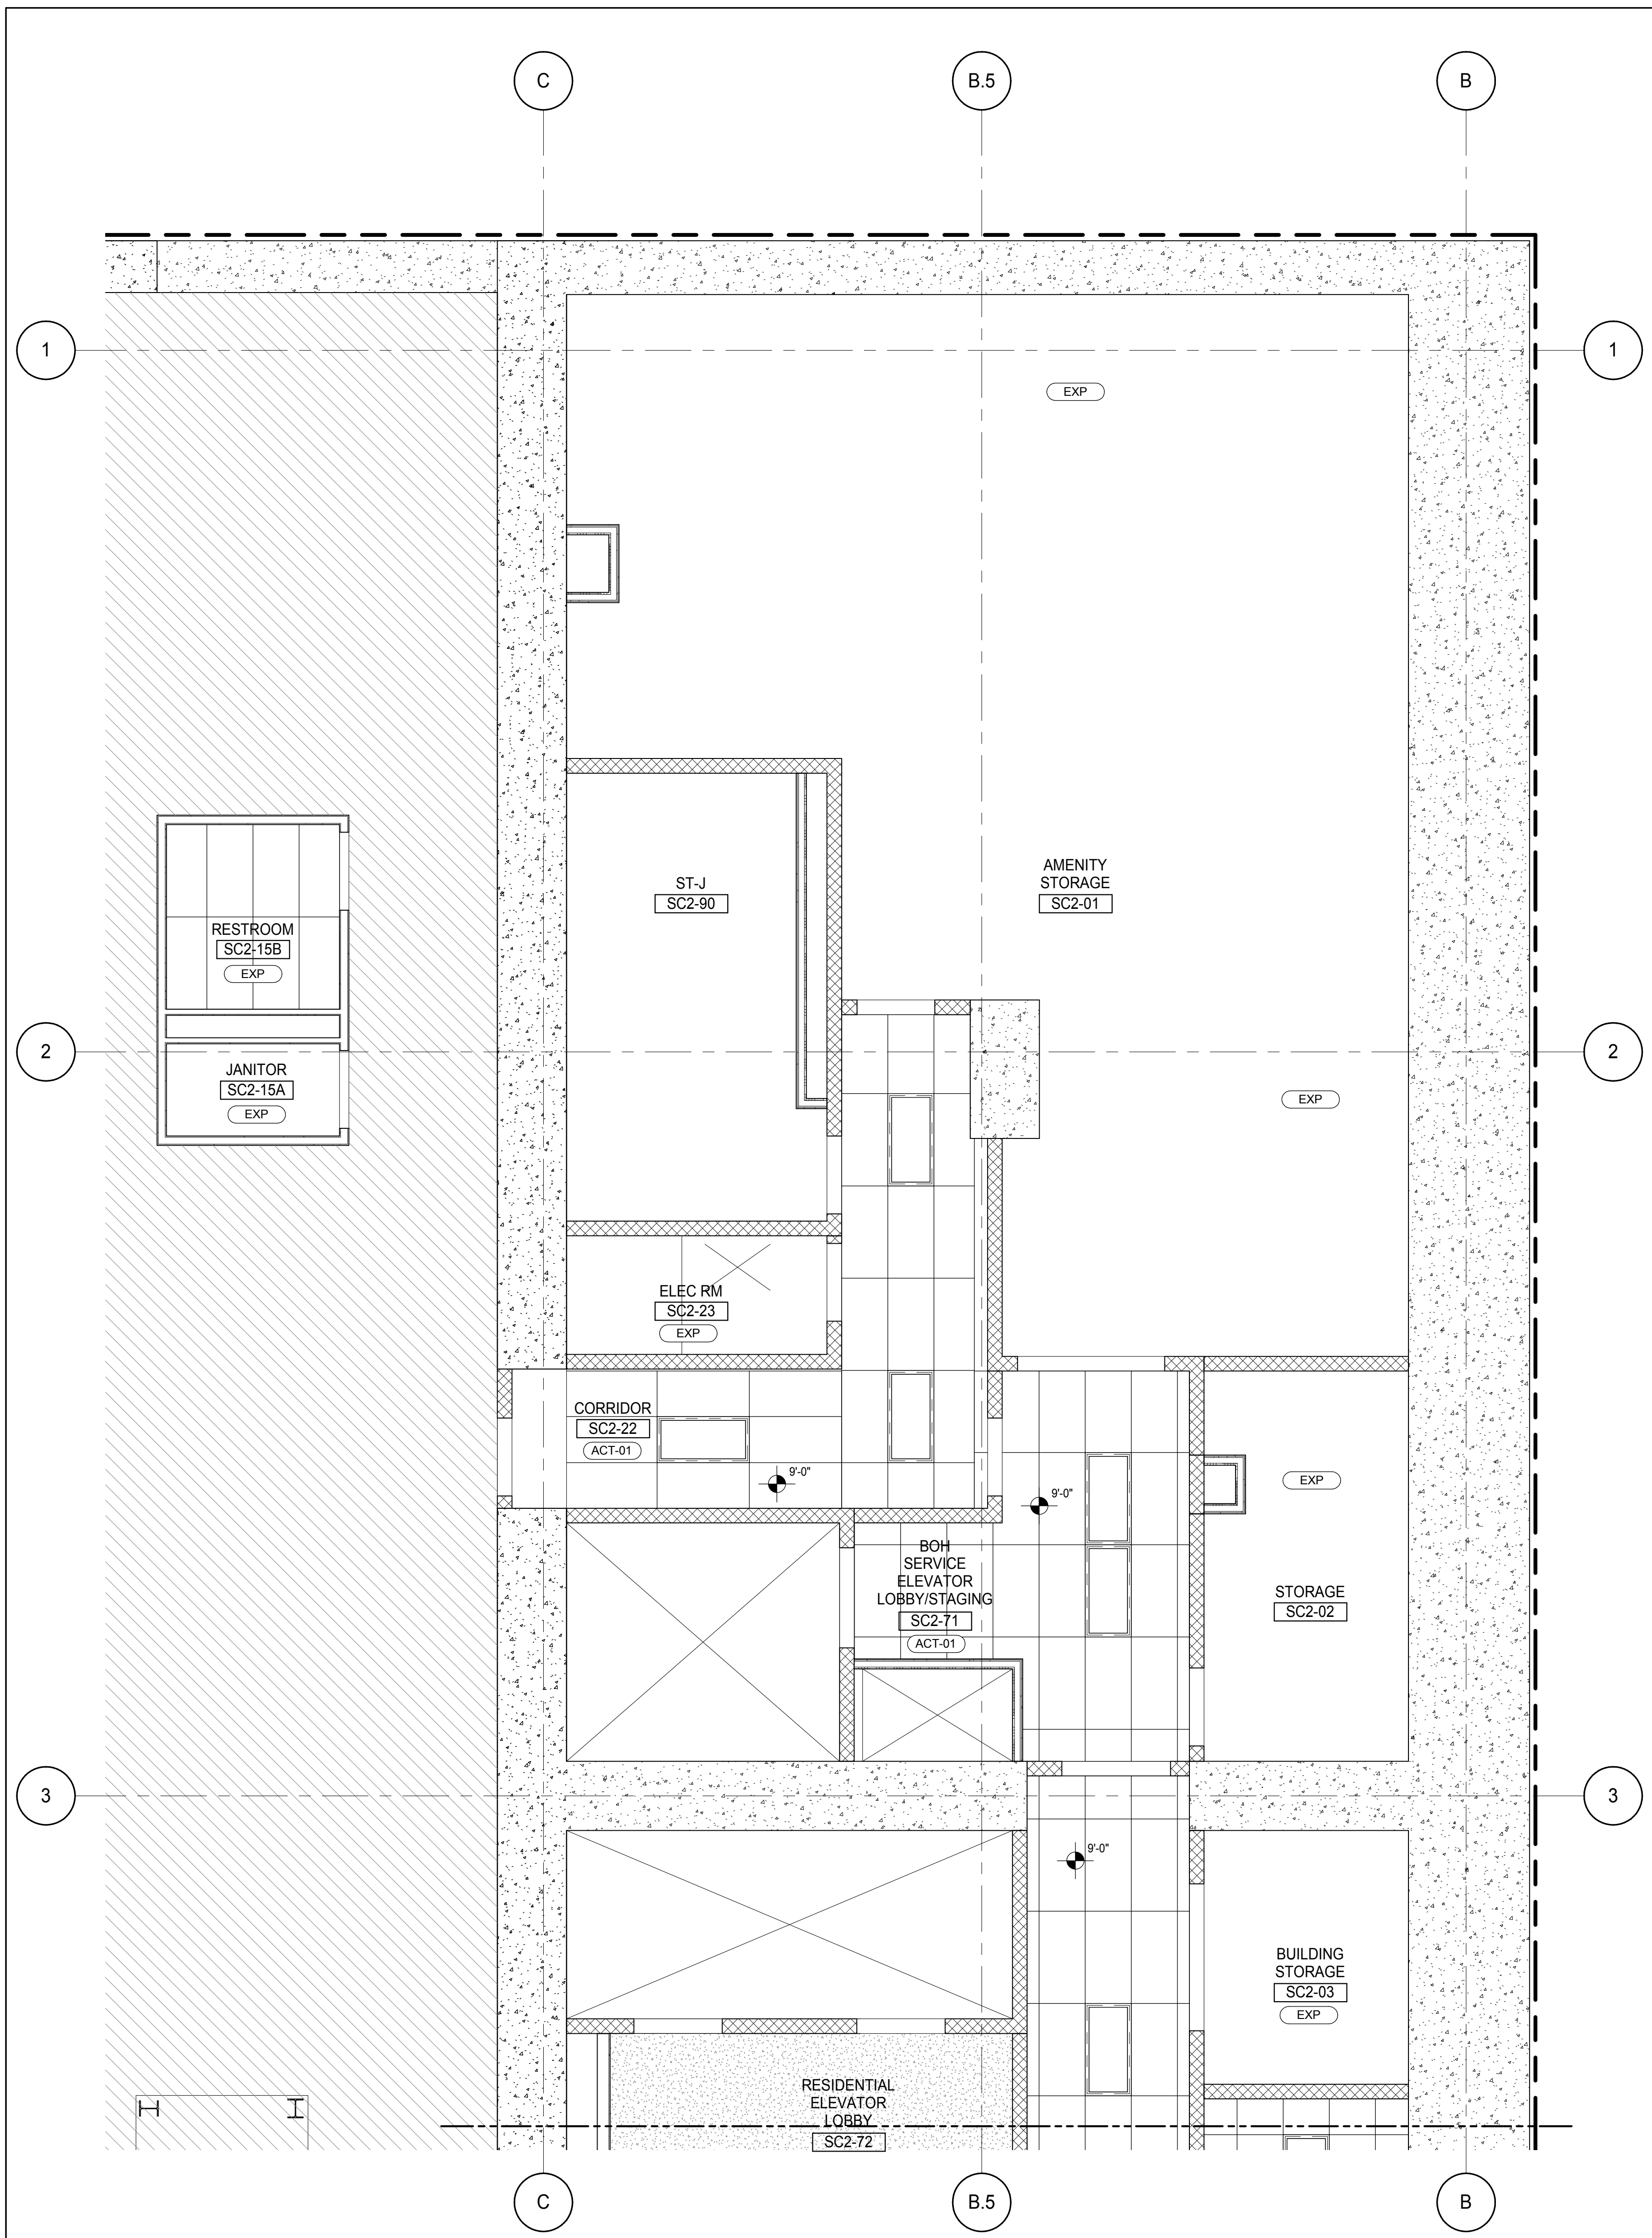 C
B.5
B
1
1
EXP
AMENITY
STORAGE
SC2-01
ST-J
SC2-90
RESTROOM
SC2-15B
EXP
2
2
JANITOR
SC2-15A
EXP
EXP
ELEC RM
SC2-23
EXP
CORRIDOR
SC2-22
ACT-01
9'-0"
9'-0"
EXP
BOH
SERVICE
ELEVATOR
LOBBY/STAGING
SC2-71
ACT-01
STORAGE
SC2-02
3
3
9'-0"
BUILDING
STORAGE
SC2-03
EXP
RESIDENTIAL
ELEVATOR
LOBBY
SC2-72
C
B.5
B